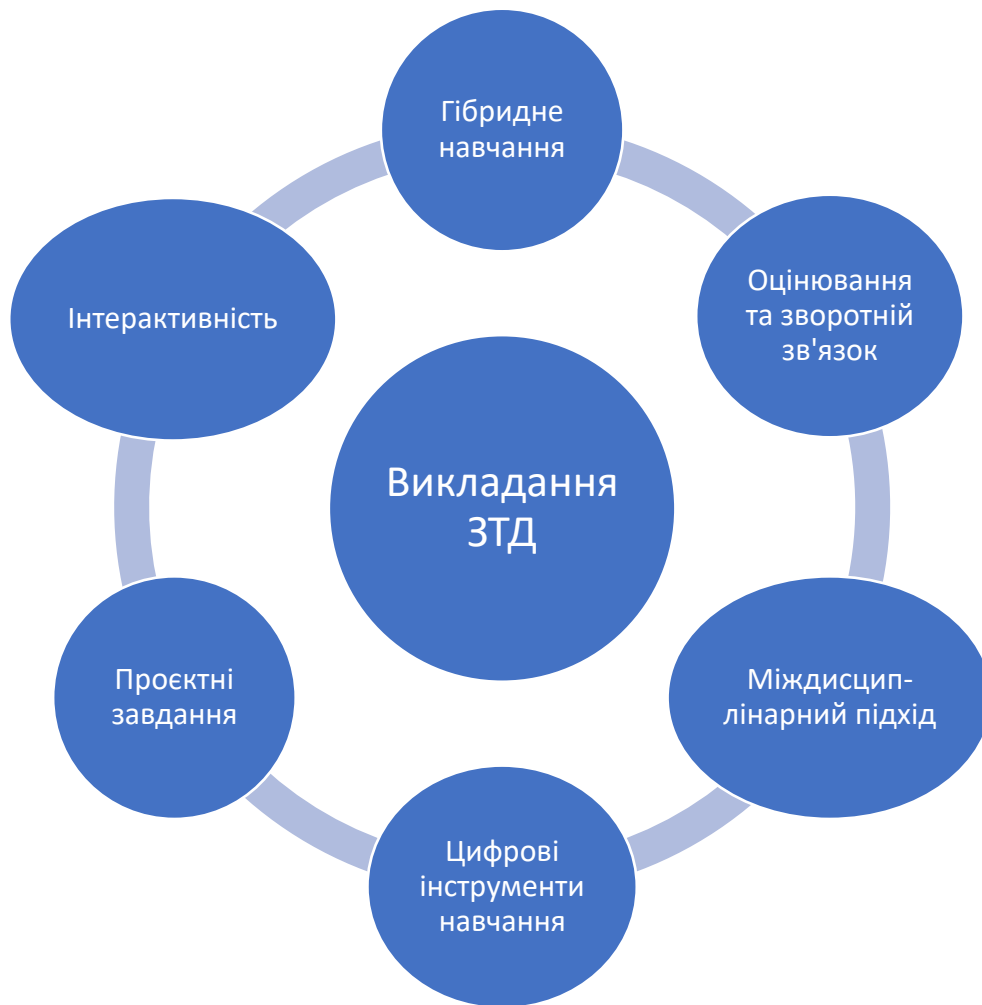 Гібридне
навчання
Оцінювання
та зворотній
зв'язок
Інтерактивність
Викладання
ЗТД
Проєктні
завдання
Міждисцип-
лінарний підхід
Цифрові
інструменти
навчання